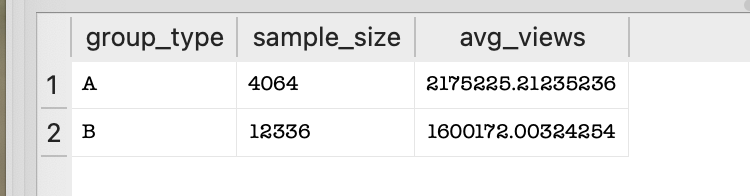 group_type sample_size avg_views
1 A 4064 2175225.21235236
2 B 12336 1600172.00324254